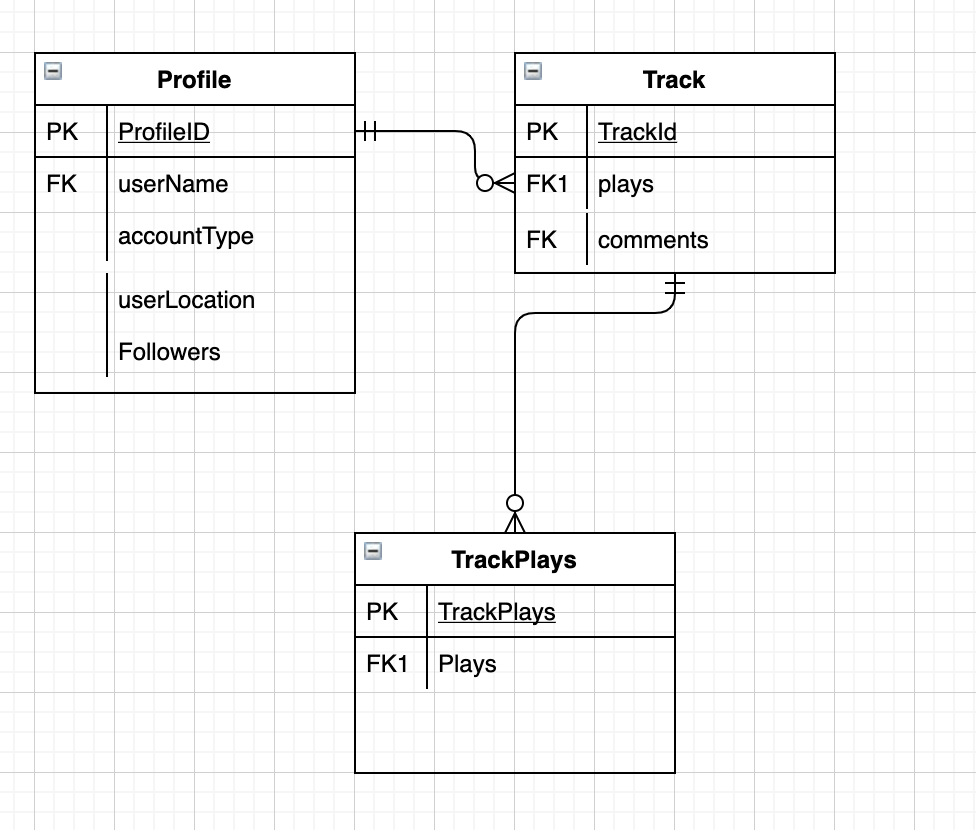 Profile
PK ProfileID
FK userName
accountType
userLocation
Followers
Track
PK TrackId
FK1 plays
FK comments
TrackPlays
PK TrackPlays
FK1 Plays